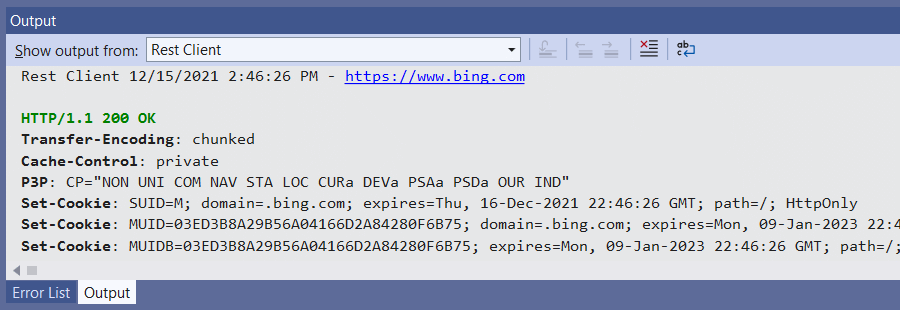 Output
Show output from: Rest Client
Rest Client 12/15/2021 2:46:26 PM - https://www.bing.com
HTTP/1.1 200 OK
Transfer-Encoding: chunked
Cache-Control: private
P3P: CP="NON UNI COM NAV STA LOC CURa DEVa PSAa PSDa OUR IND"
Set-Cookie: SUID=M; domain=.bing.com; expires=Thu, 16-Dec-2021 22:46:26 GMT; path=/; HttpOnly
Set-Cookie: MUID=03ED3B8A29B56A04166D2A84280F6B75; domain=.bing.com; expires=Mon, 09-Jan-2023 22:4
Set-Cookie: MUIDB=03ED3B8A29B56A04166D2A84280F6B75; expires=Mon, 09-Jan-2023 22:46:26 GMT; path=/;
Error List Output